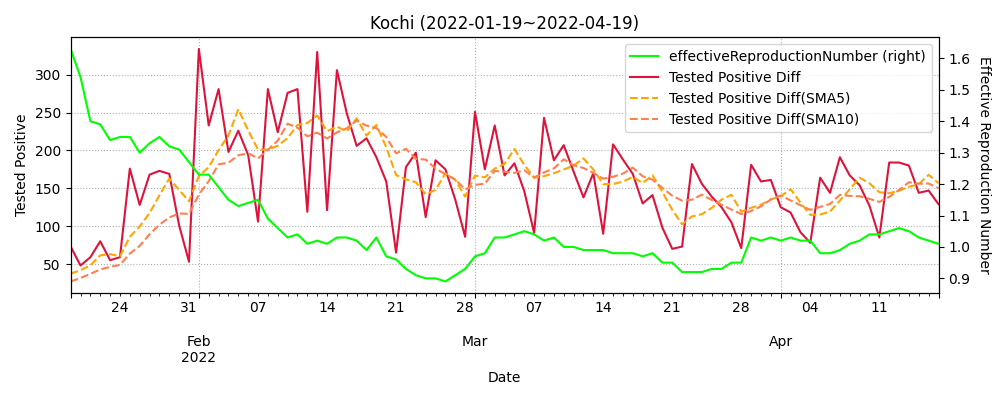 Kochi (2022-01-19~2022-04-19)
effectiveReproductionNumber (right)
Tested Positive Diff
Tested Positive Diff(SMA5)
Tested Positive Diff(SMA10)
Tested Positive
300
250
200
150
100
50
1.6
1.5
1.4
1.3
1.2
1.1
1.0
0.9
Effective Reproduction Number
24 31 07 14 21 28 07 14 21 28 04 11
Feb Mar Apr
2022
Date